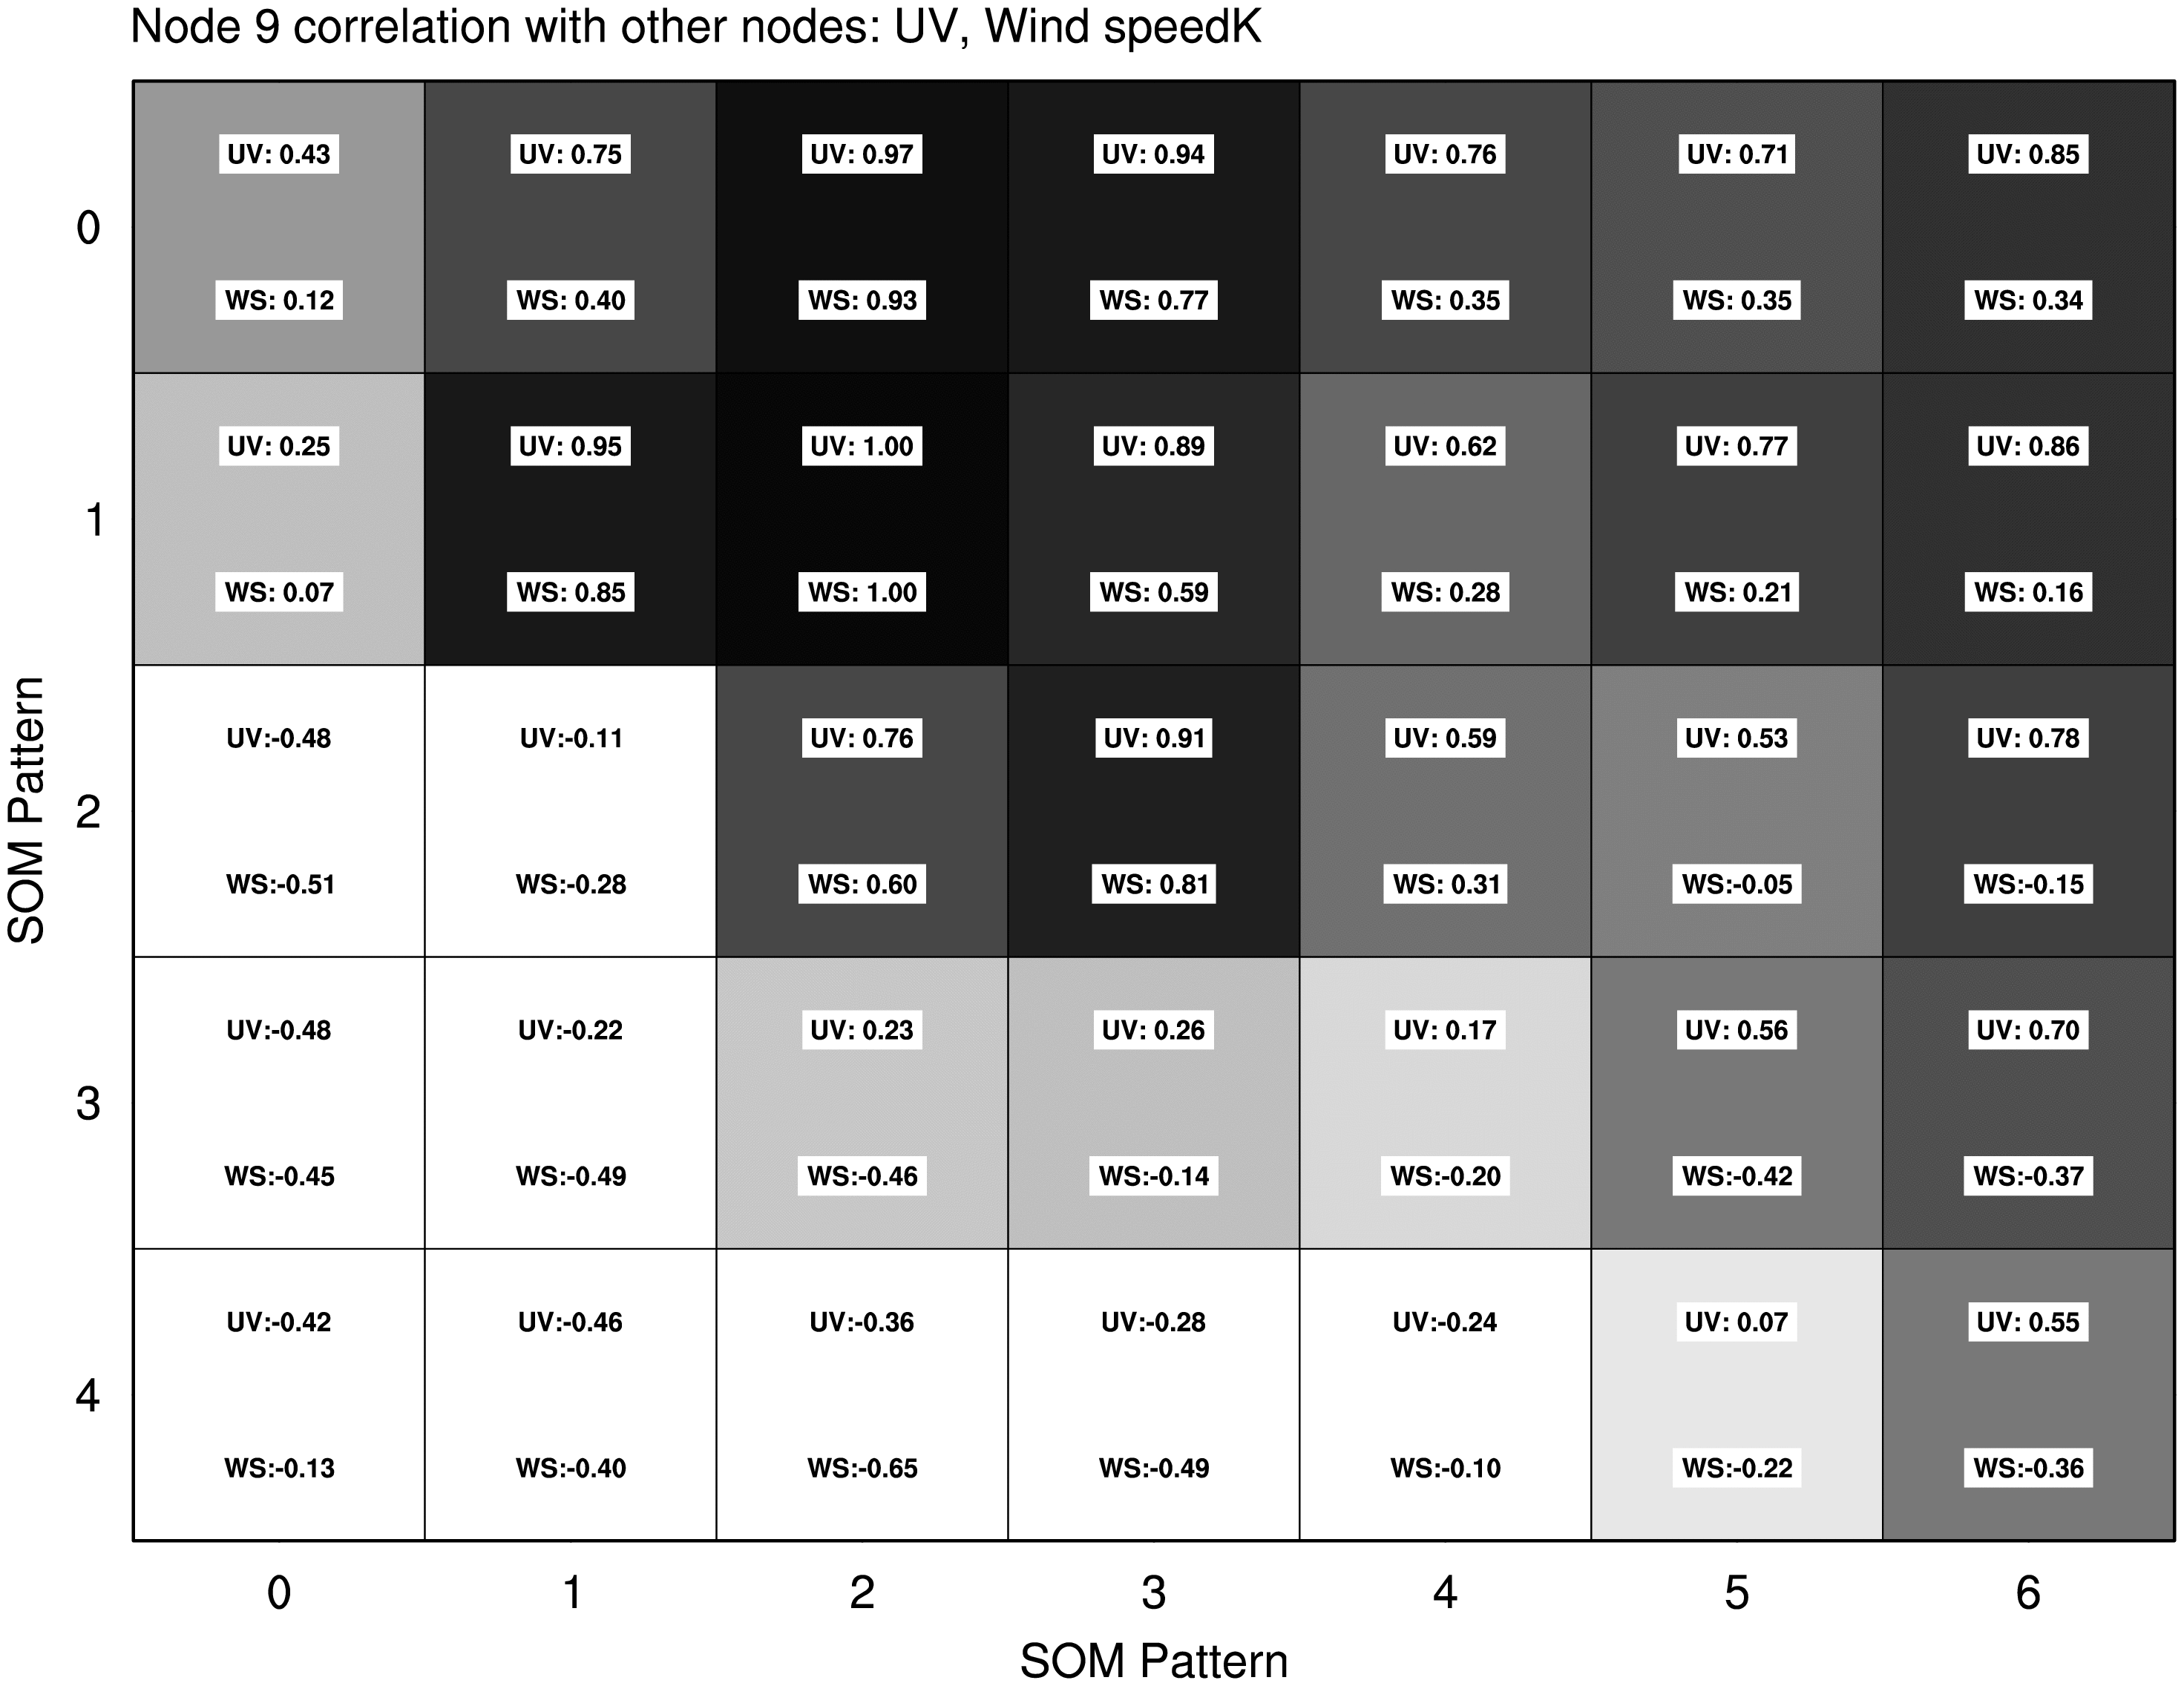 Node 9 correlation with other nodes: UV, Wind speedK
UV: 0.43 UV: 0.75 UV: 0.97 UV: 0.94 UV: 0.76 UV: 0.71 UV: 0.85
0
WS: 0.12 WS: 0.40 WS: 0.93 WS: 0.77 WS: 0.35 WS: 0.35 WS: 0.34
UV: 0.25 UV: 0.95 UV: 1.00 UV: 0.89 UV: 0.62 UV: 0.77 UV: 0.86
1
WS: 0.07 WS: 0.85 WS: 1.00 WS: 0.59 WS: 0.28 WS: 0.21 WS: 0.16
SOM Pattern
UV:-0.48 UV:-0.11 UV: 0.76 UV: 0.91 UV: 0.59 UV: 0.53 UV: 0.78
2
WS:-0.51 WS:-0.28 WS: 0.60 WS: 0.81 WS: 0.31 WS:-0.05 WS:-0.15
UV:-0.48 UV:-0.22 UV: 0.23 UV: 0.26 UV: 0.17 UV: 0.56 UV: 0.70
3
WS:-0.45 WS:-0.49 WS:-0.46 WS:-0.14 WS:-0.20 WS:-0.42 WS:-0.37
UV:-0.42 UV:-0.46 UV:-0.36 UV:-0.28 UV:-0.24 UV: 0.07 UV: 0.55
4
WS:-0.13 WS:-0.40 WS:-0.65 WS:-0.49 WS:-0.10 WS:-0.22 WS:-0.36
0 1 2 3 4 5 6
SOM Pattern